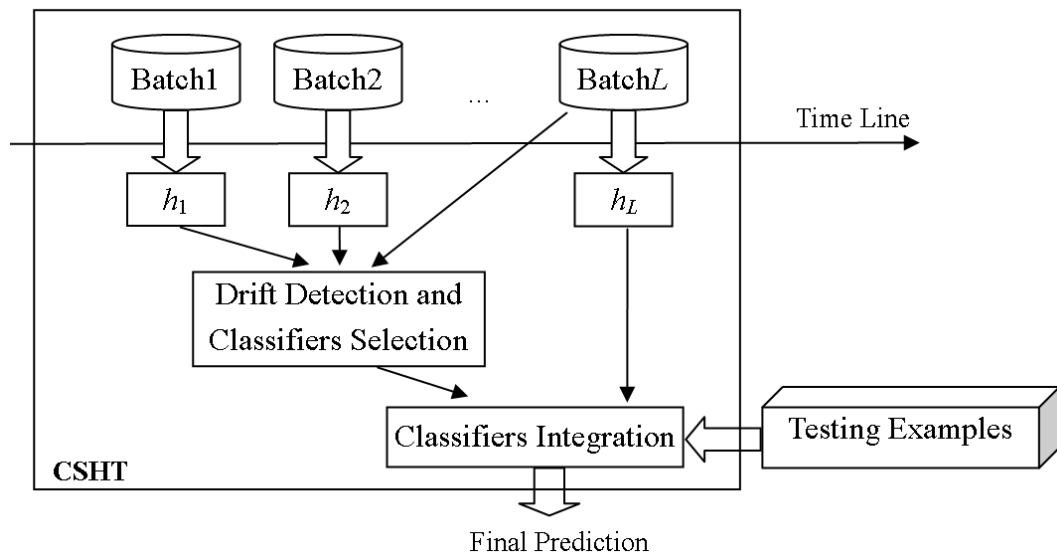 Batch1
Batch2
...
BatchL
Time Line
h1
h2
hL
Drift Detection and
Classifiers Selection
Classifiers Integration
Testing Examples
CSHT
Final Prediction